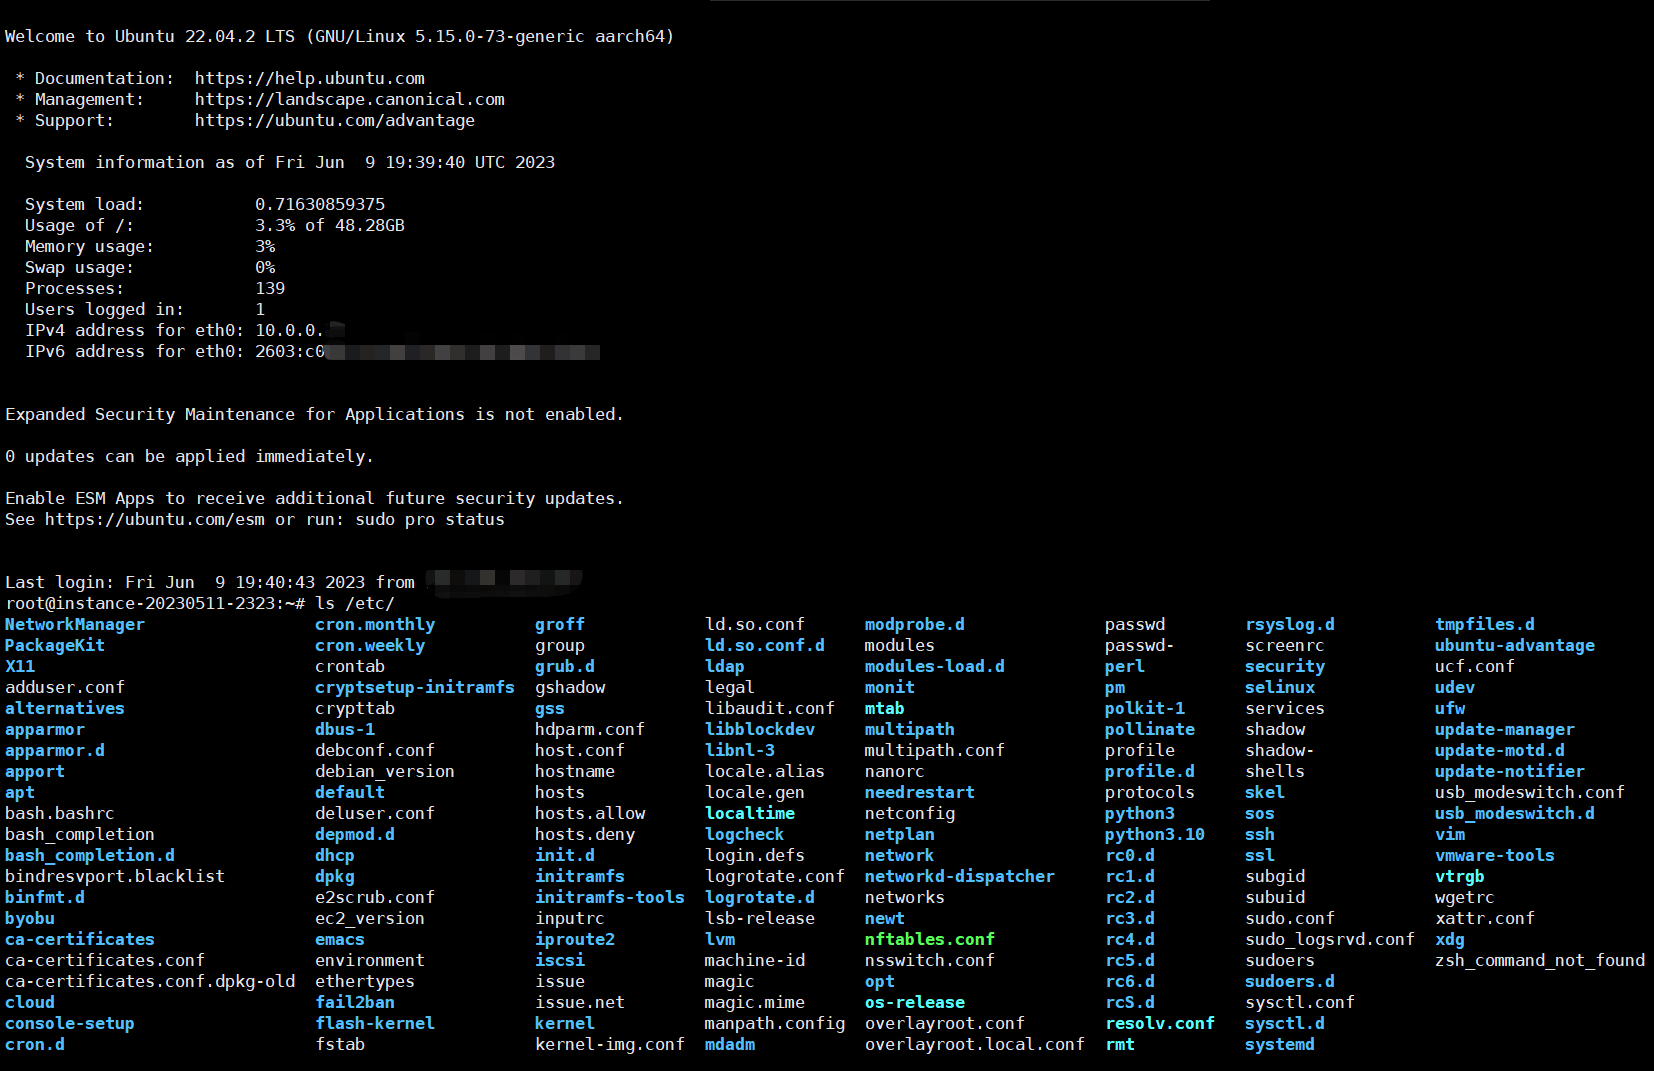 Welcome to Ubuntu 22.04.2 LTS (GNU/Linux 5.15.0-73-generic aarch64)
* Documentation:  https://help.ubuntu.com
* Management:     https://landscape.canonical.com
* Support:        https://ubuntu.com/advantage
System information as of Fri Jun  9 19:39:40 UTC 2023
System load:           0.71630859375
Usage of /:            3.3% of 48.28GB
Memory usage:          3%
Swap usage:            0%
Processes:             139
Users logged in:       1
IPv4 address for eth0: 10.0.0.
IPv6 address for eth0: 2603:c0
Expanded Security Maintenance for Applications is not enabled.
0 updates can be applied immediately.
Enable ESM Apps to receive additional future security updates.
See https://ubuntu.com/esm or run: sudo pro status
Last login: Fri Jun  9 19:40:43 2023 from
root@instance-20230511-2323:~# ls /etc/
NetworkManager cron.monthly groff ld.so.conf modprobe.d passwd rsyslog.d tmpfiles.d
PackageKit cron.weekly group ld.so.conf.d modules passwd- screenrc ubuntu-advantage
X11 crontab grub.d ldap modules-load.d perl security ucf.conf
adduser.conf cryptsetup-initramfs gshadow legal monit pm selinux udev
alternatives crypttab gss libaudit.conf mtab polkit-1 services ufw
apparmor dbus-1 hdparm.conf libblockdev multipath pollinate shadow update-manager
apparmor.d debconf.conf host.conf libnl-3 multipath.conf profile shadow- update-motd.d
apport debian_version hostname locale.alias nanorc profile.d shells update-notifier
apt default hosts locale.gen needrestart protocols skel usb_modeswitch.conf
bash.bashrc deluser.conf hosts.allow localtime netconfig python3 sos usb_modeswitch.d
bash_completion depmod.d hosts.deny logcheck netplan python3.10 ssh vim
bash_completion.d dhcp init.d login.defs network rc0.d ssl vmware-tools
bindresvport.blacklist dpkg initramfs logrotate.conf networkd-dispatcher rc1.d subgid vtrgb
binfmt.d e2scrub.conf initramfs-tools logrotate.d networks rc2.d subuid wgetrc
byobu ec2_version inputrc lsb-release newt rc3.d sudo.conf xattr.conf
ca-certificates emacs iproute2 lvm nftables.conf rc4.d sudo_logsrvd.conf xdg
ca-certificates.conf environment iscsi machine-id nsswitch.conf rc5.d sudoers zsh_command_not_found
ca-certificates.conf.dpkg-old ethertypes issue magic opt rc6.d sudoers.d
cloud fail2ban issue.net magic.mime os-release rcS.d sysctl.conf
console-setup flash-kernel kernel manpath.config overlayroot.conf resolv.conf sysctl.d
cron.d fstab kernel-img.conf mdadm overlayroot.local.conf rmt systemd